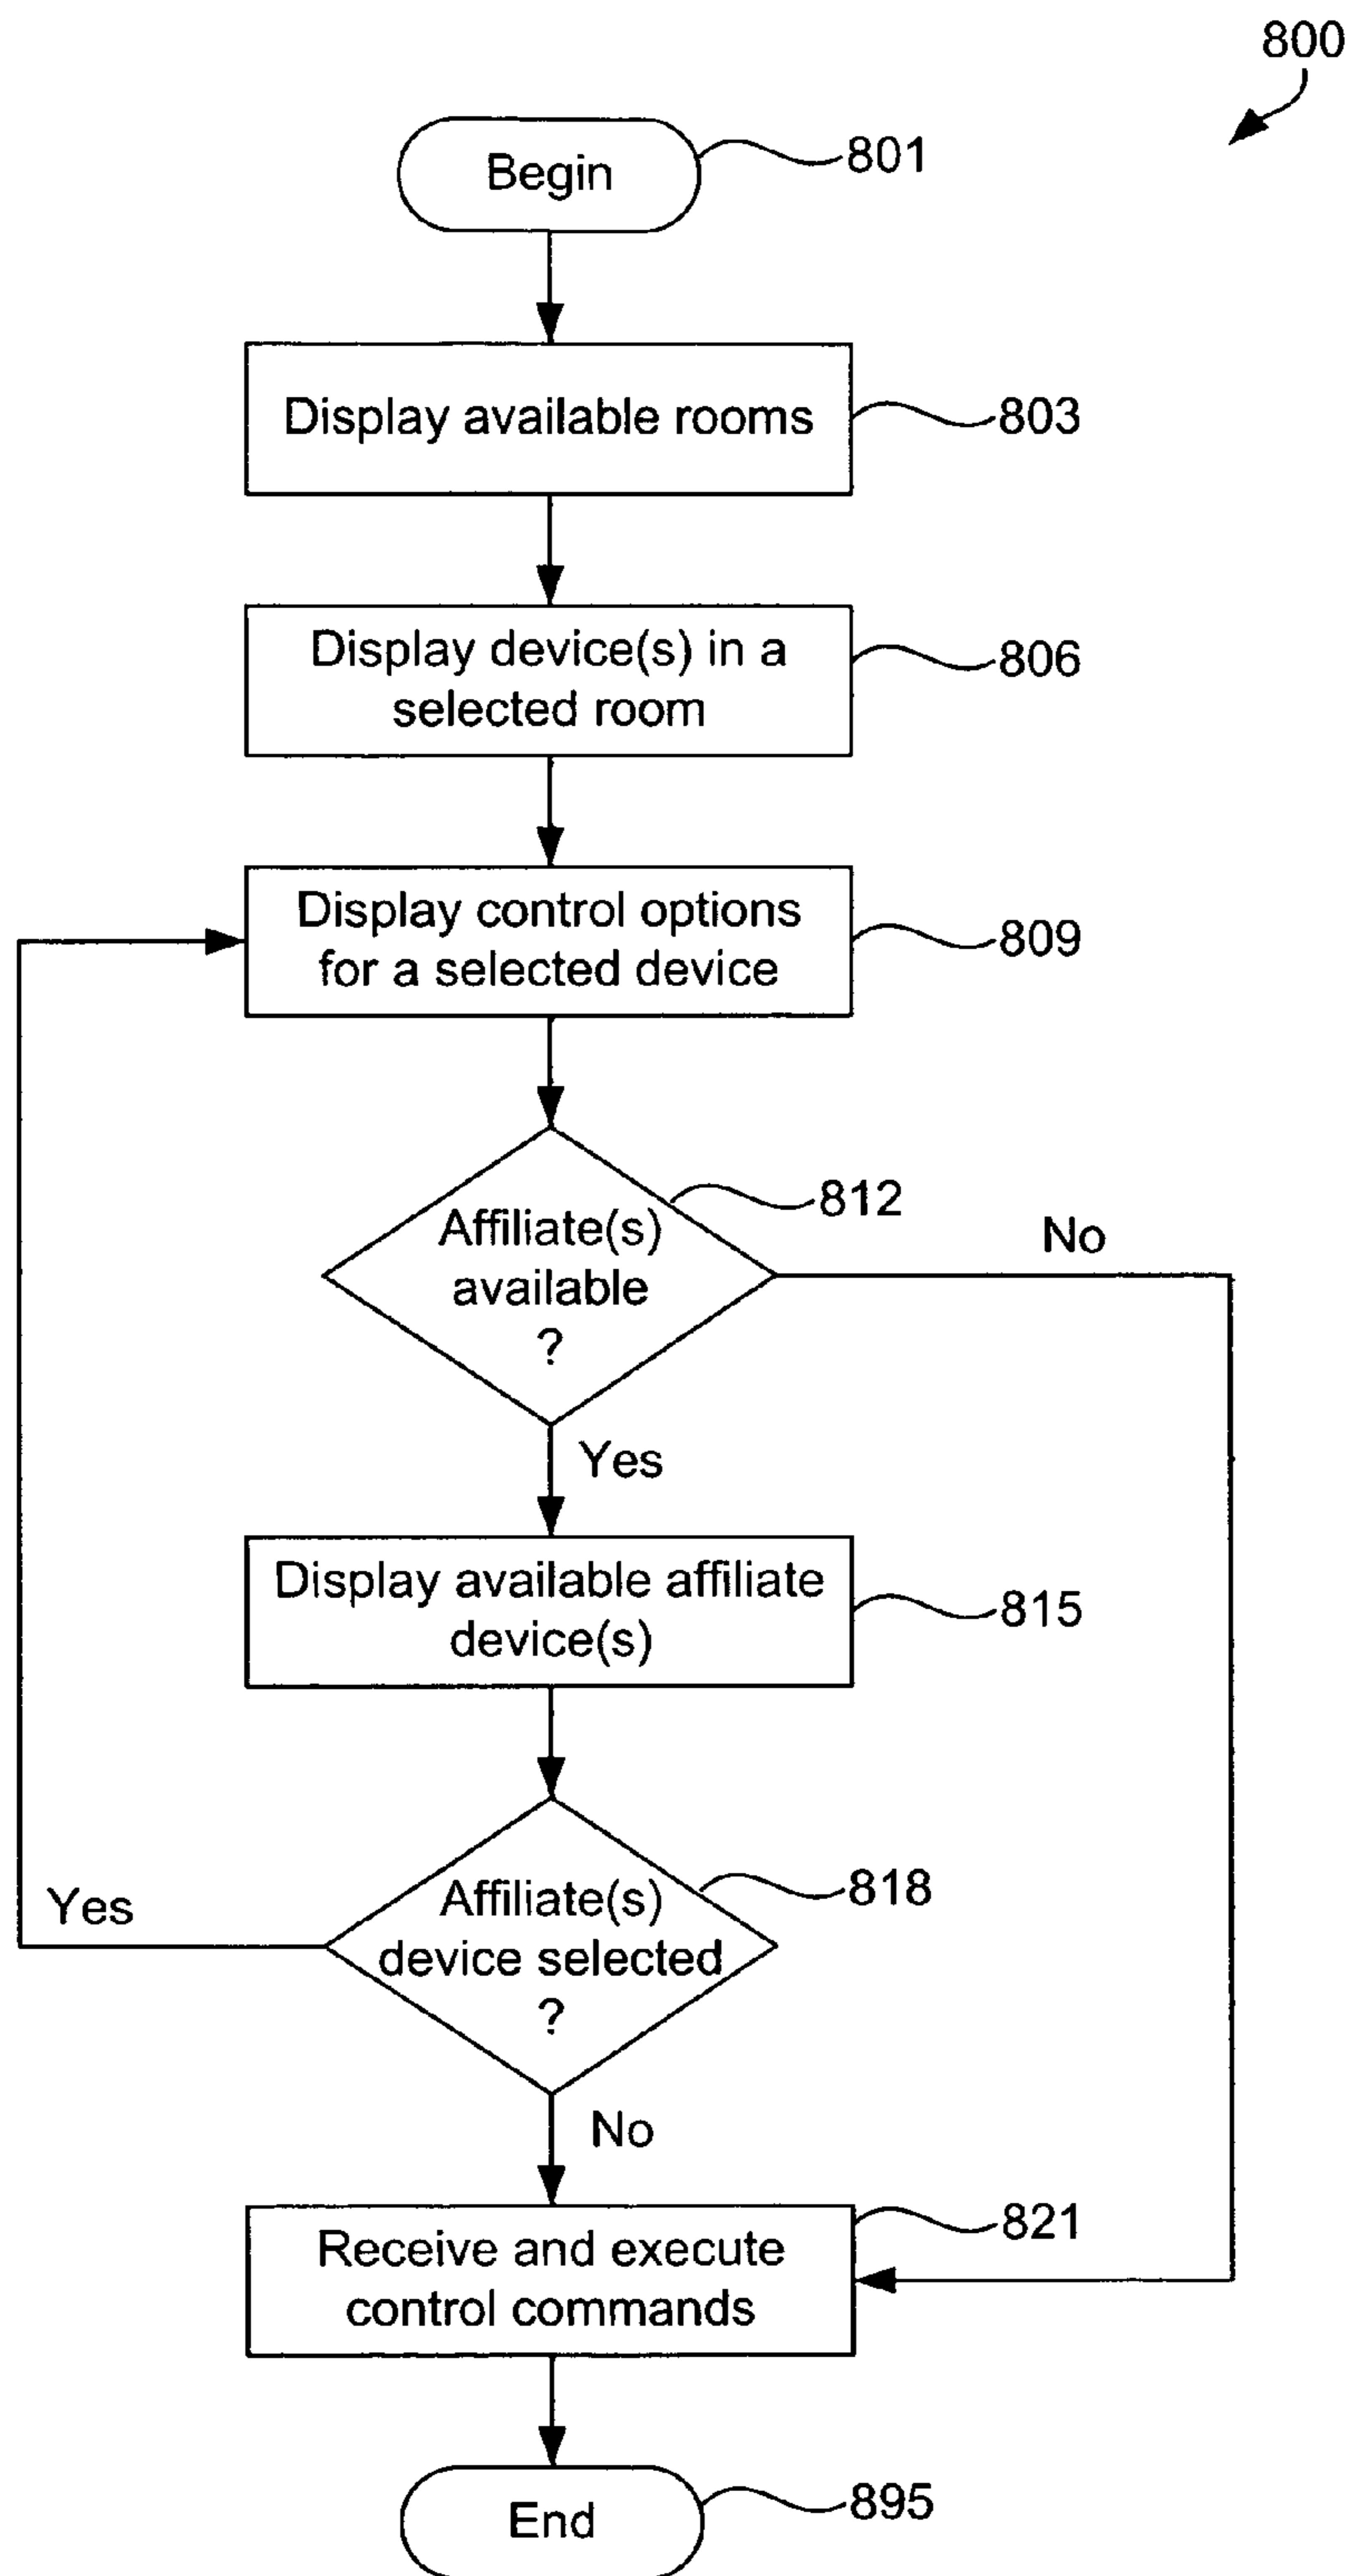 800
Begin
801
Display available rooms
803
Display device(s) in a
selected room
806
Display control options
for a selected device
809
812
Affiliate(s)
available
?
No
Yes
Display available affiliate
device(s)
815
818
Affiliate(s)
device selected
?
Yes
No
Receive and execute
control commands
821
End
895